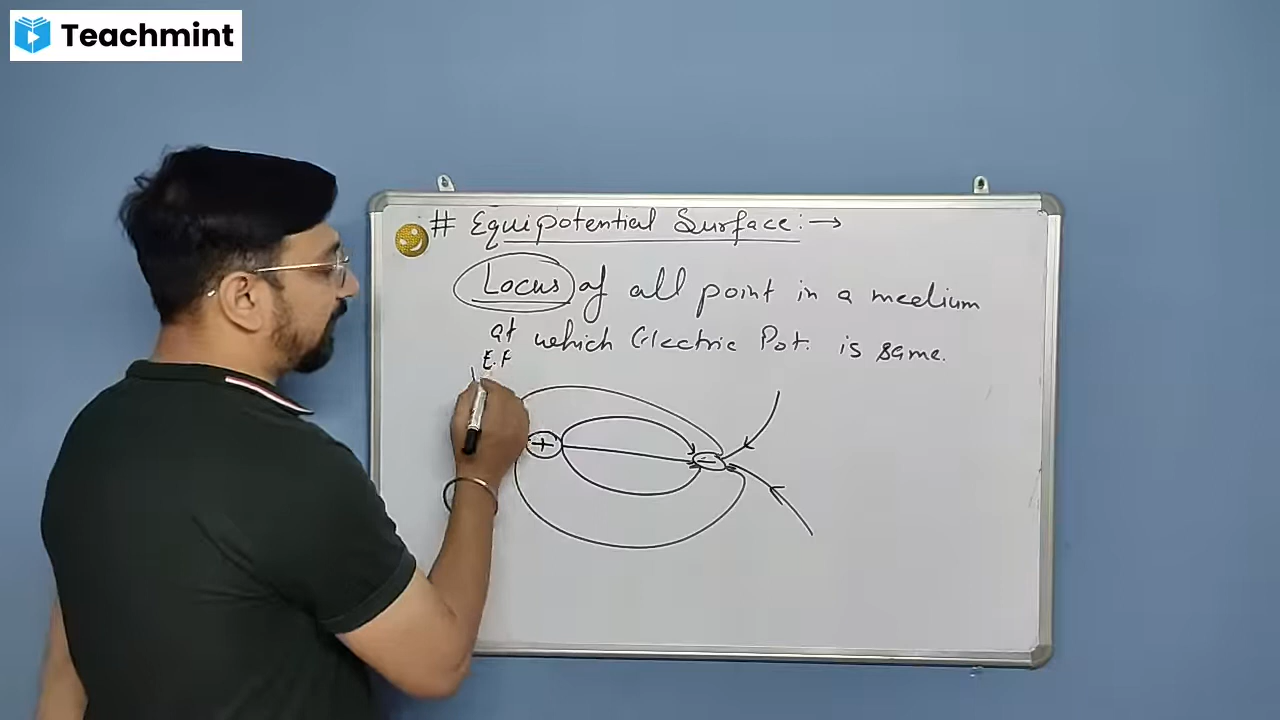 Teachmint
# Equipotential Surface:→
Locus of all point in a medium
at which Electric Pot. is same.
E.F
+
-